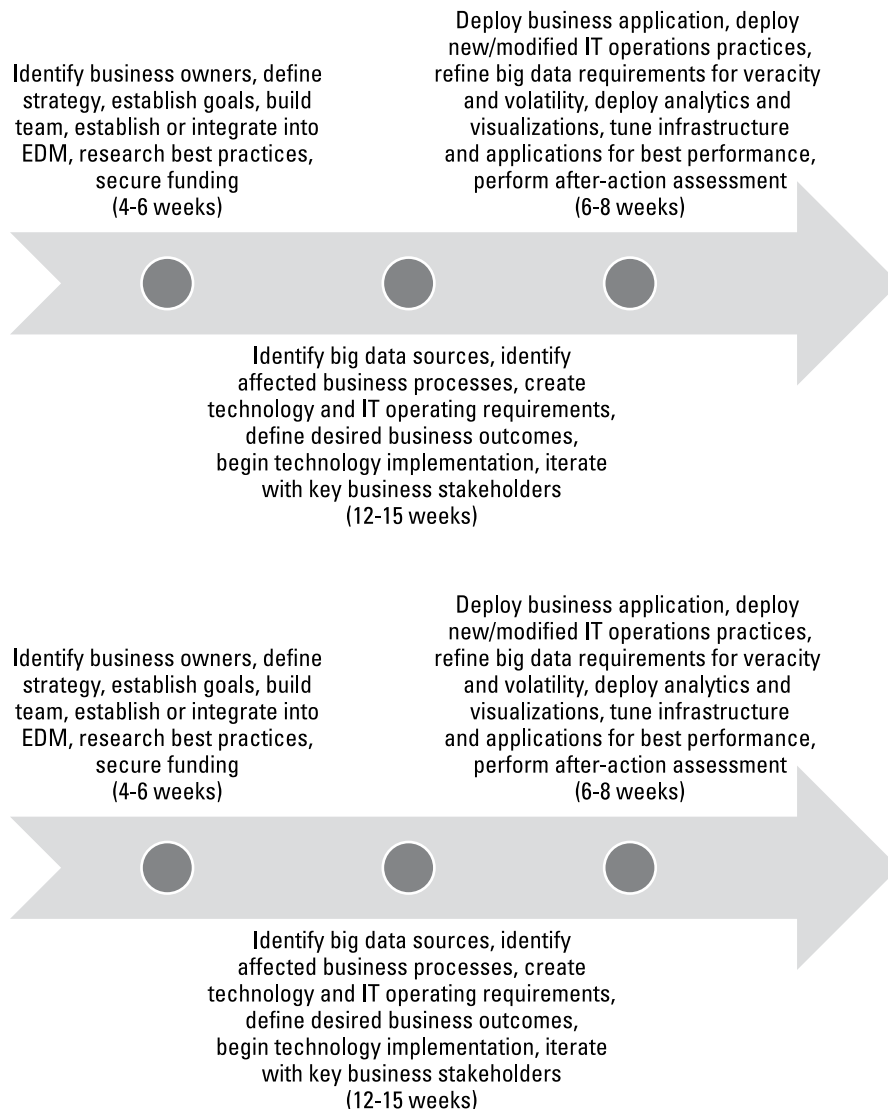 Identify business owners, define
strategy, establish goals, build
team, establish or integrate into
EDM, research best practices,
secure funding
(4-6 weeks)
Deploy business application, deploy
new/modified IT operations practices,
refine big data requirements for veracity
and volatility, deploy analytics and
visualizations, tune infrastructure
and applications for best performance,
perform after-action assessment
(6-8 weeks)
Identify big data sources, identify
affected business processes, create
technology and IT operating requirements,
define desired business outcomes,
begin technology implementation, iterate
with key business stakeholders
(12-15 weeks)
Identify business owners, define
strategy, establish goals, build
team, establish or integrate into
EDM, research best practices,
secure funding
(4-6 weeks)
Deploy business application, deploy
new/modified IT operations practices,
refine big data requirements for veracity
and volatility, deploy analytics and
visualizations, tune infrastructure
and applications for best performance,
perform after-action assessment
(6-8 weeks)
Identify big data sources, identify
affected business processes, create
technology and IT operating requirements,
define desired business outcomes,
begin technology implementation, iterate
with key business stakeholders
(12-15 weeks)